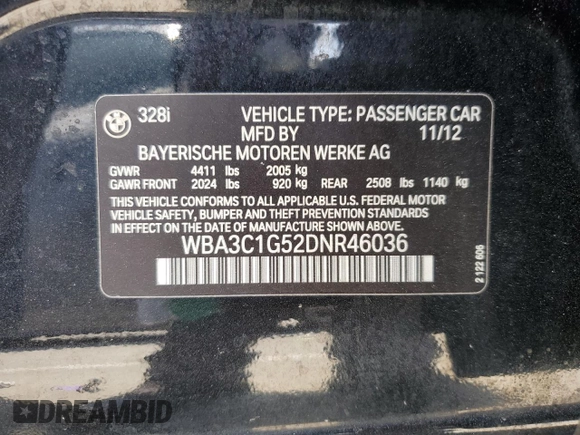 328i VEHICLE TYPE: PASSENGER CAR
MFD BY 11/12
BAYERISCHE MOTOREN WERKE AG
GVWR 4411 lbs 2005 kg
GAWR FRONT 2024 lbs 920 kg REAR 2508 lbs 1140 kg
THIS VEHICLE CONFORMS TO ALL APPLICABLE U.S. FEDERAL MOTOR
VEHICLE SAFETY, BUMPER AND THEFT PREVENTION STANDARDS
IN EFFECT ON THE DATE OF MANUFACTURE SHOWN ABOVE.
WBA3C1G52DNR46036
2 122 606
DREAMBID